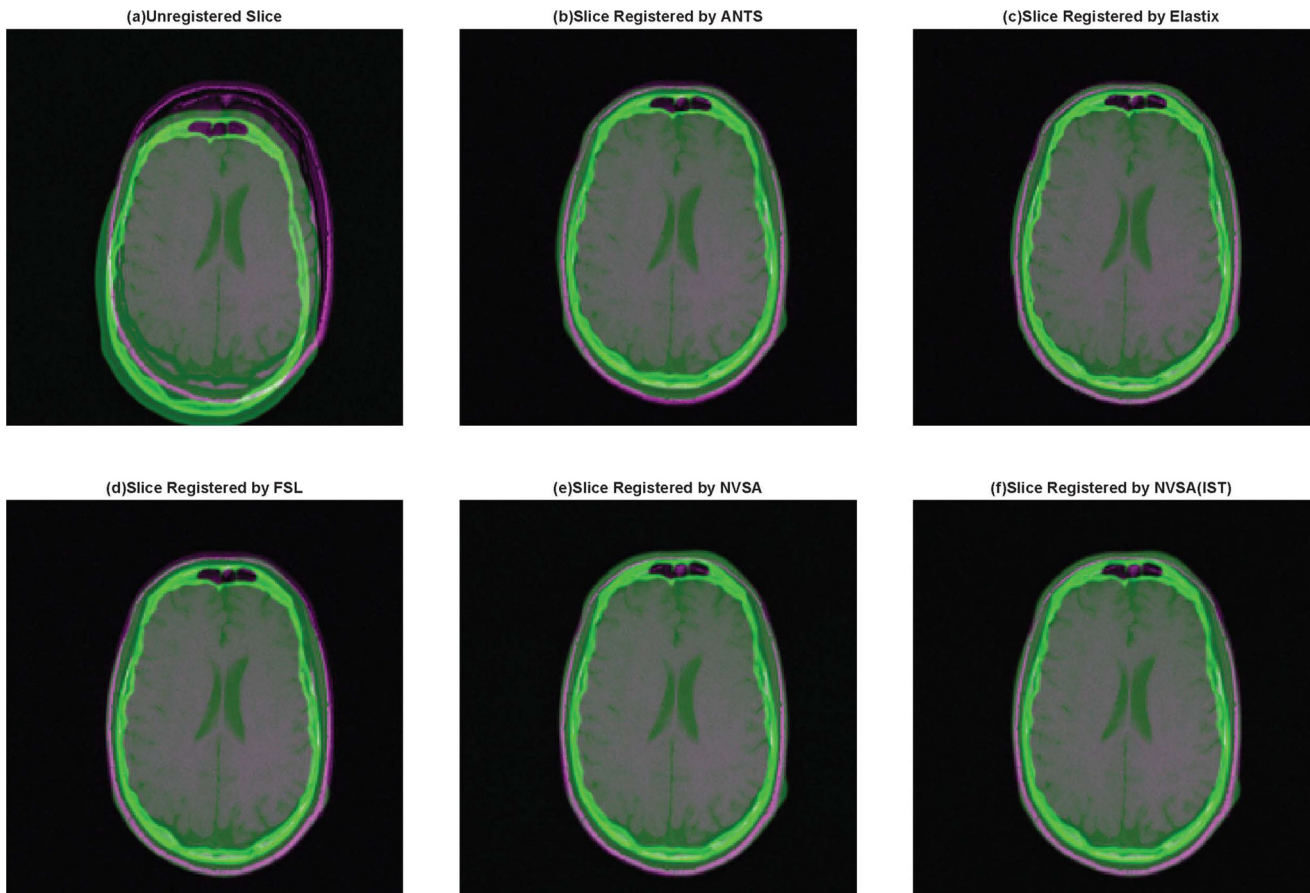 (a)Unregistered Slice
(b)Slice Registered by ANTS
(c)Slice Registered by Elastix
(d)Slice Registered by FSL
(e)Slice Registered by NVSA
(f)Slice Registered by NVSA(IST)